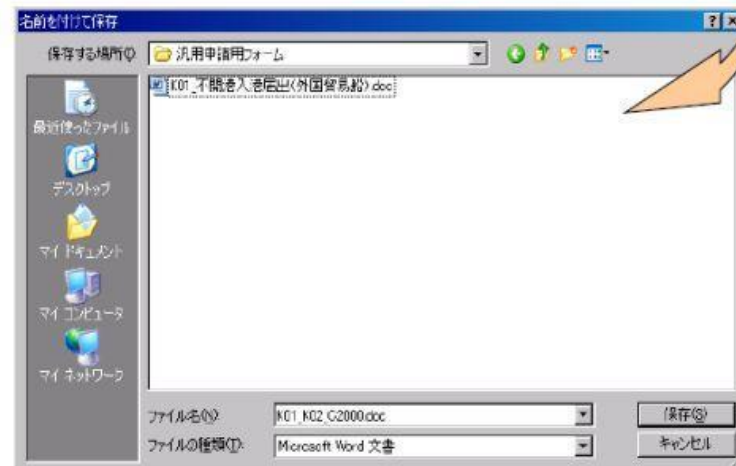 名前を付けて保存
保存する場所(I)
汎用申請用フォーム
K01_不開港入港届出(外国貿易船).doc
最近使ったファイル
デスクトップ
マイ ドキュメント
マイ コンピュータ
マイ ネットワーク
ファイル名(N):
K01_K02_G2000.doc
保存(S)
ファイルの種類(T):
Microsoft Word 文書
キャンセル